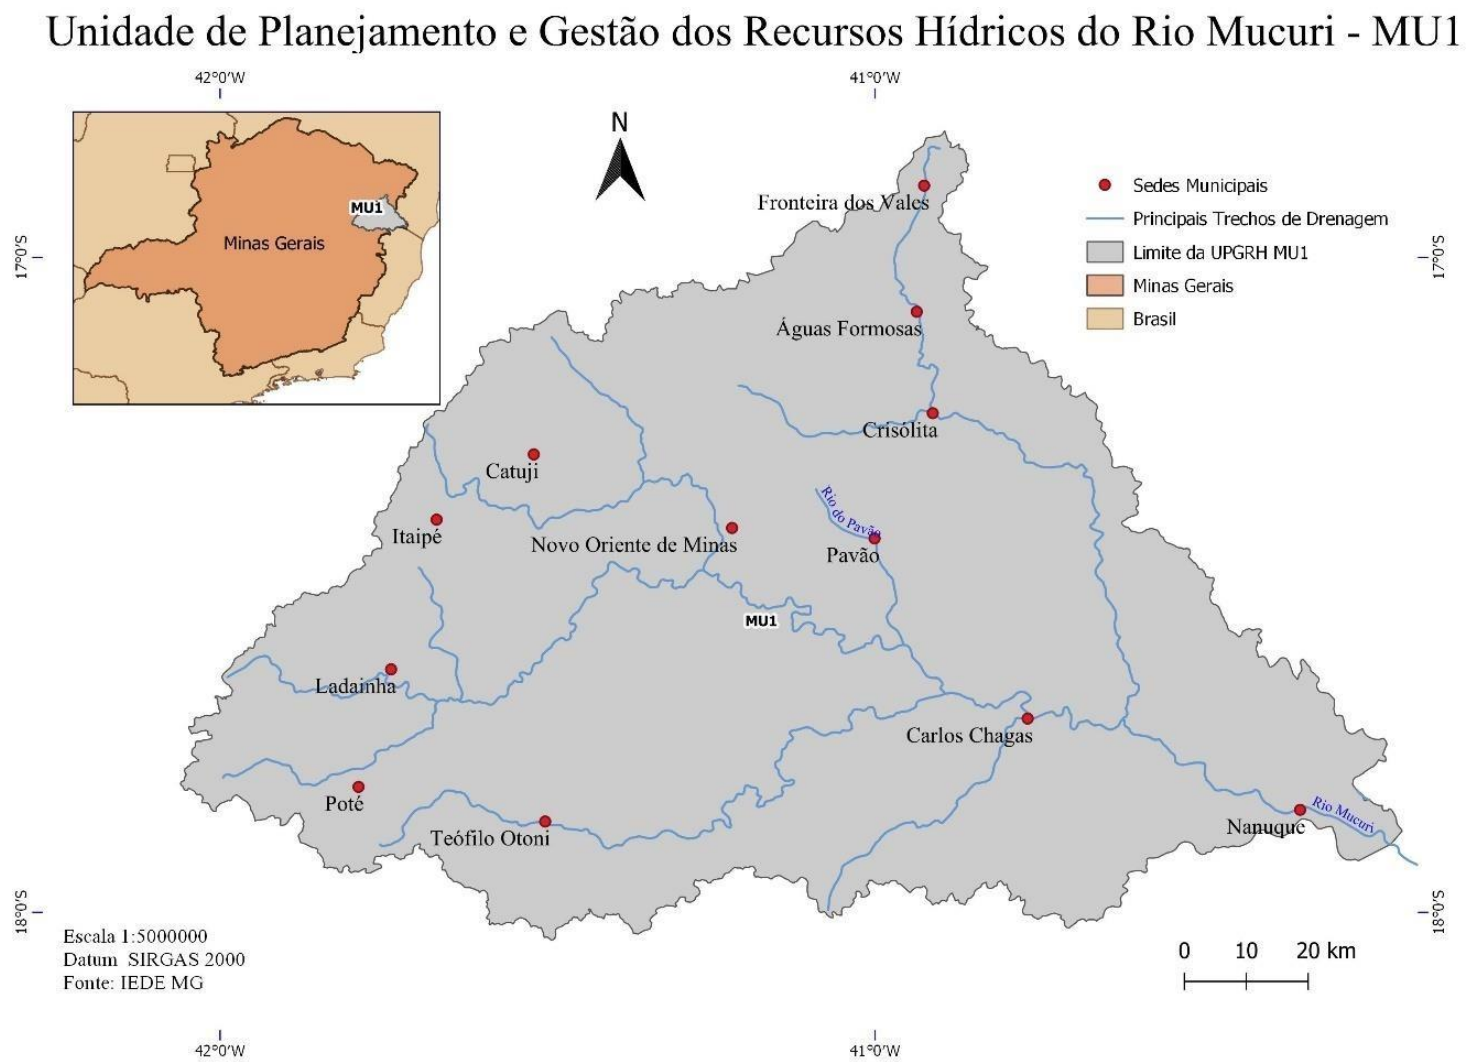 Unidade de Planejamento e Gestão dos Recursos Hídricos do Rio Mucuri - MU1
42°0'W
41°0'W
N
MU1
Minas Gerais
Sedes Municipais
Principais Trechos de Drenagem
Limite da UPGRH MU1
Minas Gerais
Brasil
17°0'S
17°0'S
Fronteira dos Vales
Águas Formosas
Crisólita
Catuji
Itaipé
Novo Oriente de Minas
Rio do Pavão
Pavão
MU1
Ladainha
Carlos Chagas
Poté
Teófilo Otoni
Rio Mucuri
Nanuque
18°0'S
18°0'S
Escala 1:5000000
Datum SIRGAS 2000
Fonte: IEDE MG
0 10 20 km
42°0'W
41°0'W